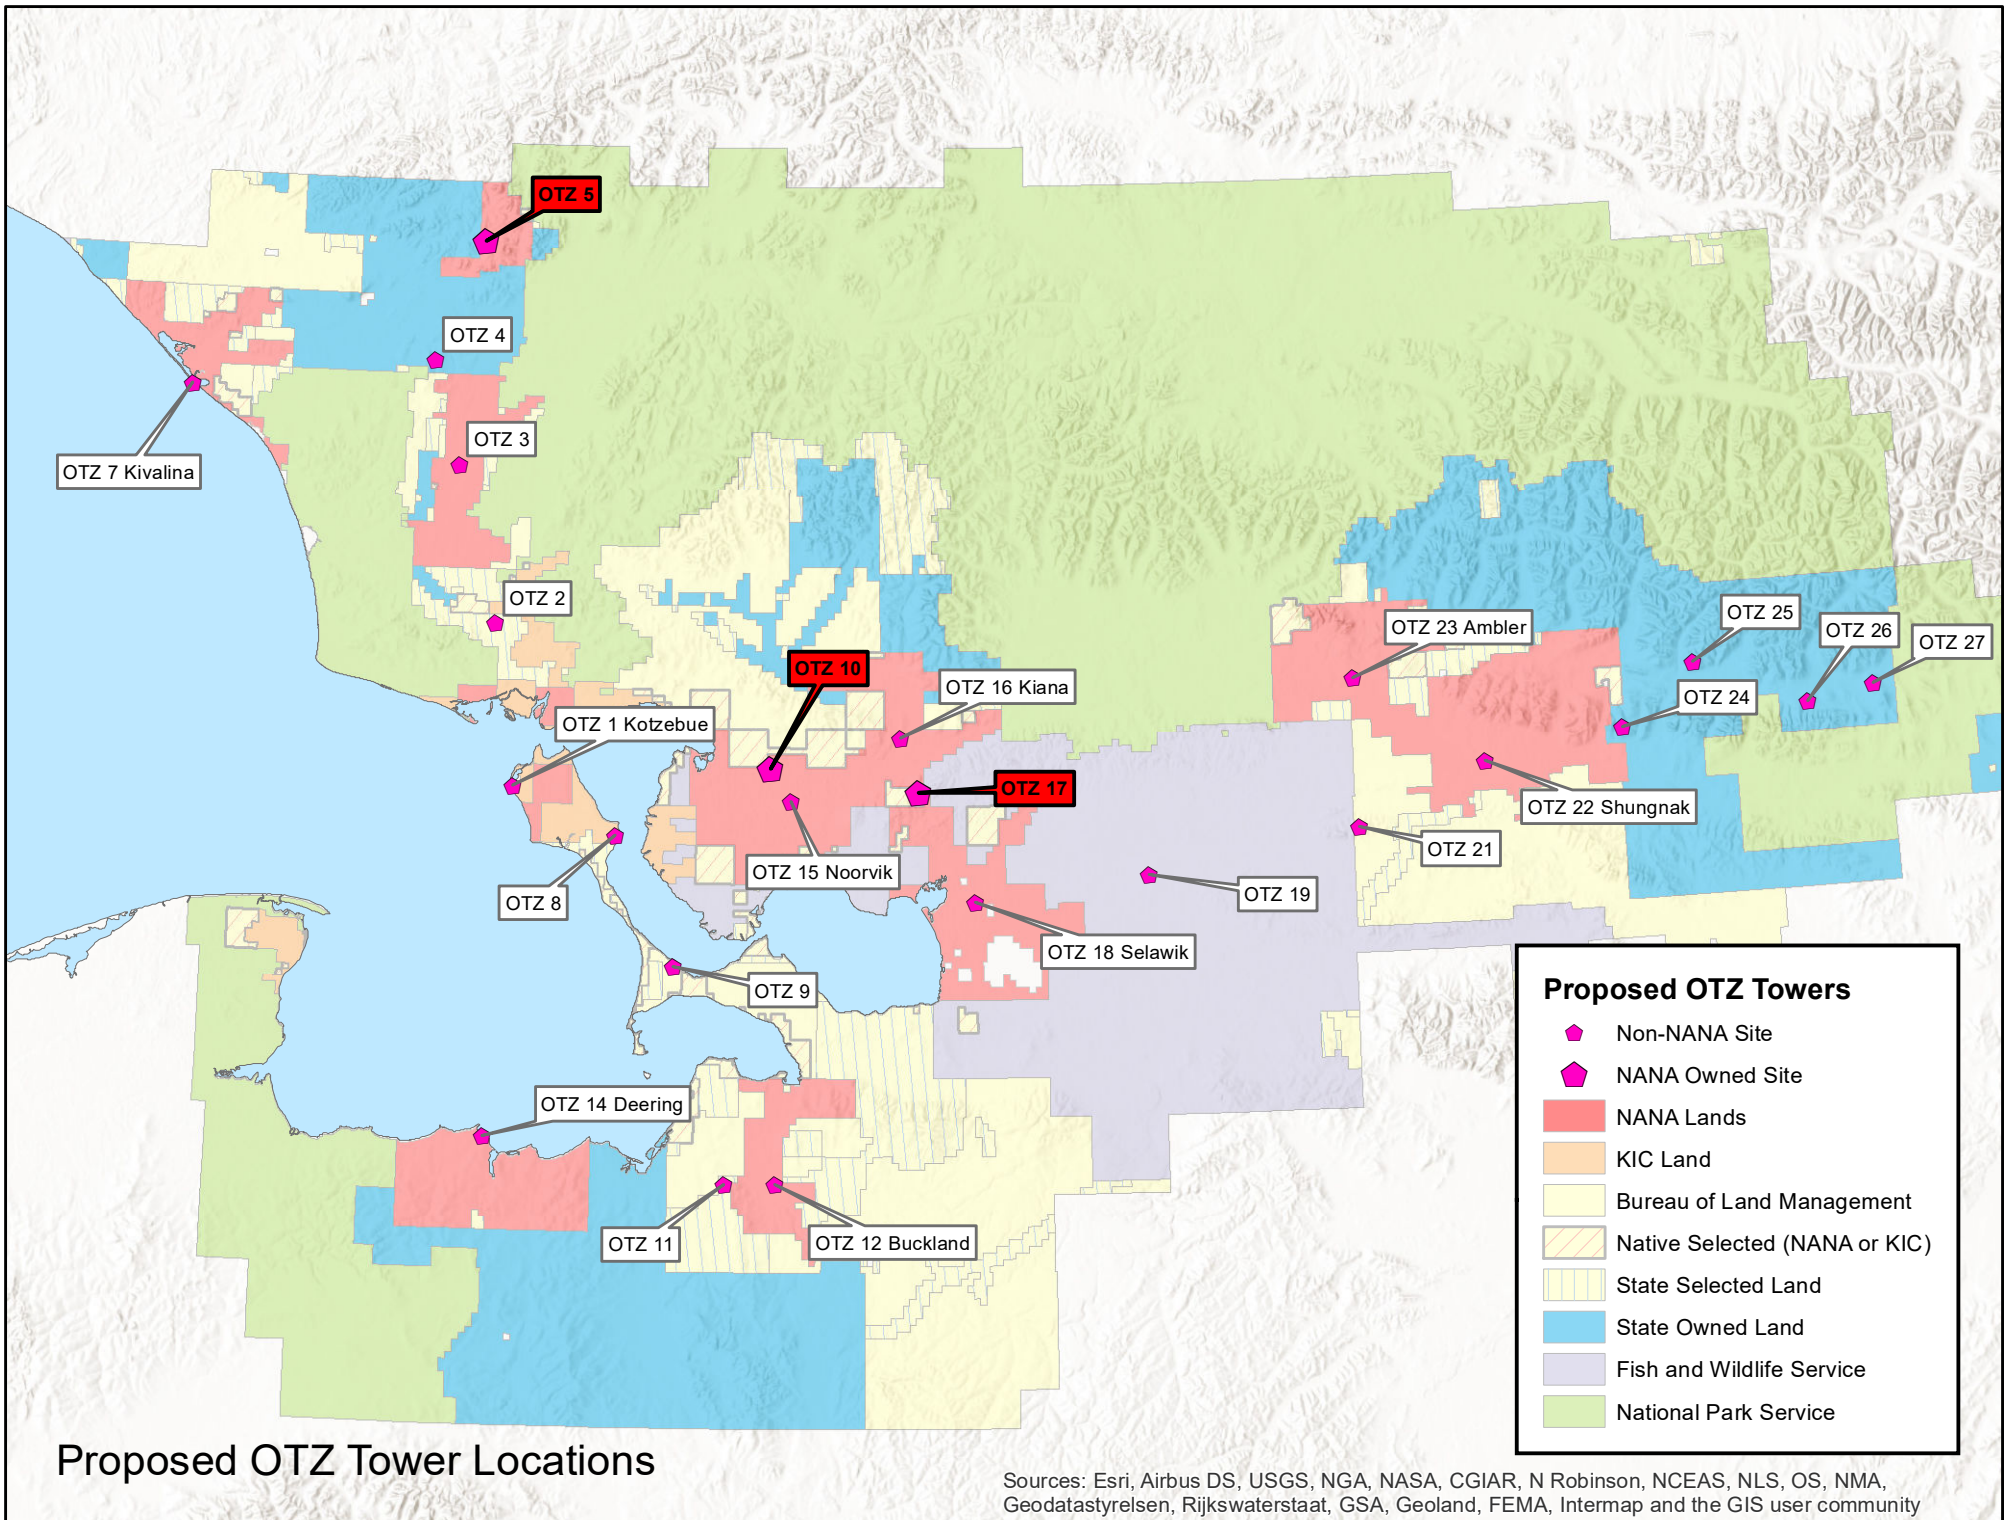 OTZ 5
OTZ 4
OTZ 3
OTZ 7 Kivalina
OTZ 2
OTZ 10
OTZ 16 Kiana
OTZ 1 Kotzebue
OTZ 17
OTZ 15 Noorvik
OTZ 8
OTZ 9
OTZ 18 Selawik
OTZ 19
OTZ 23 Ambler
OTZ 25
OTZ 26
OTZ 27
OTZ 24
OTZ 22 Shungnak
OTZ 21
OTZ 14 Deering
OTZ 11
OTZ 12 Buckland
Proposed OTZ Towers
Non-NANA Site
NANA Owned Site
NANA Lands
KIC Land
Bureau of Land Management
Native Selected (NANA or KIC)
State Selected Land
State Owned Land
Fish and Wildlife Service
National Park Service
Proposed OTZ Tower Locations
Sources: Esri, Airbus DS, USGS, NGA, NASA, CGIAR, N Robinson, NCEAS, NLS, OS, NMA,
Geodatastyrelsen, Rijkswaterstaat, GSA, Geoland, FEMA, Intermap and the GIS user community